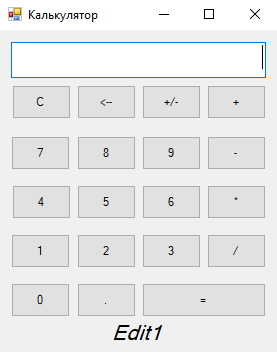 Калькулятор
C <-- +/- +
7 8 9 -
4 5 6 *
1 2 3 /
0 . =
Edit1